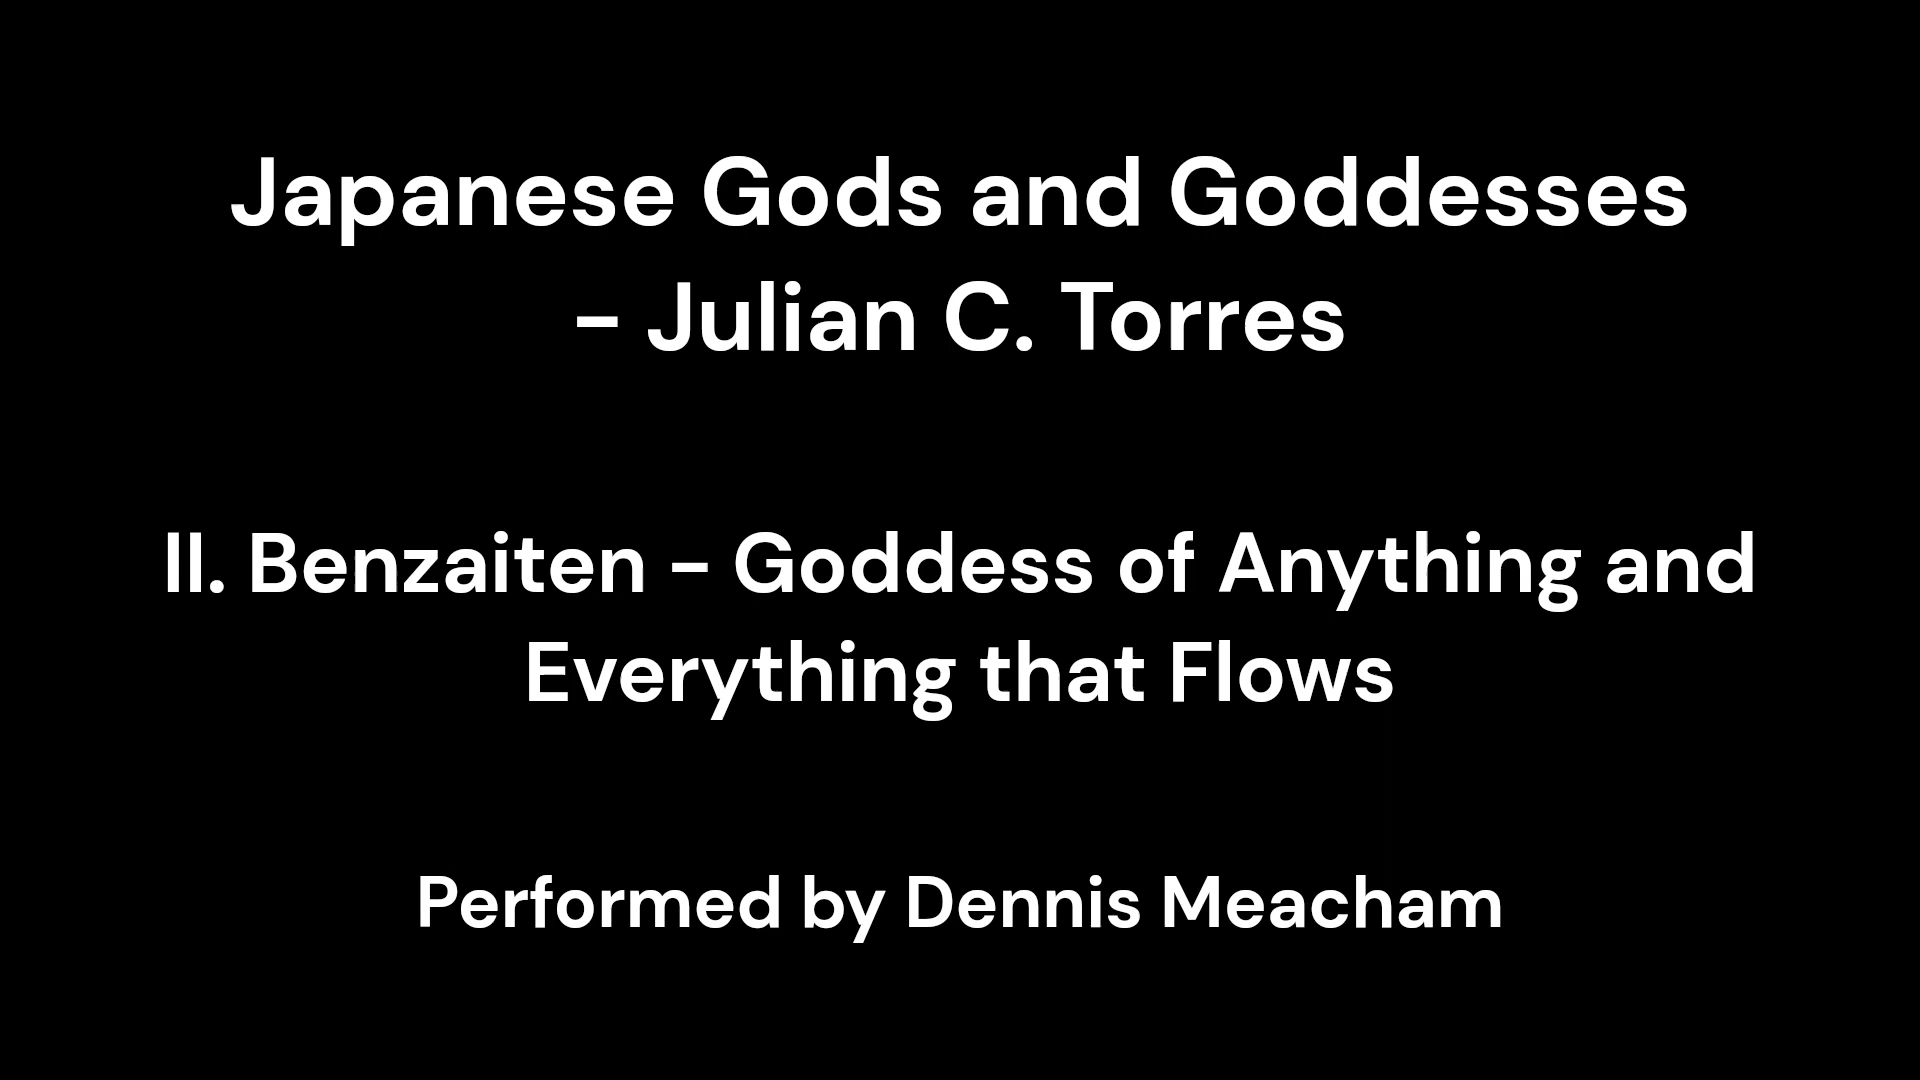 Japanese Gods and Goddesses
- Julian C. Torres
II. Benzaiten - Goddess of Anything and
Everything that Flows
Performed by Dennis Meacham